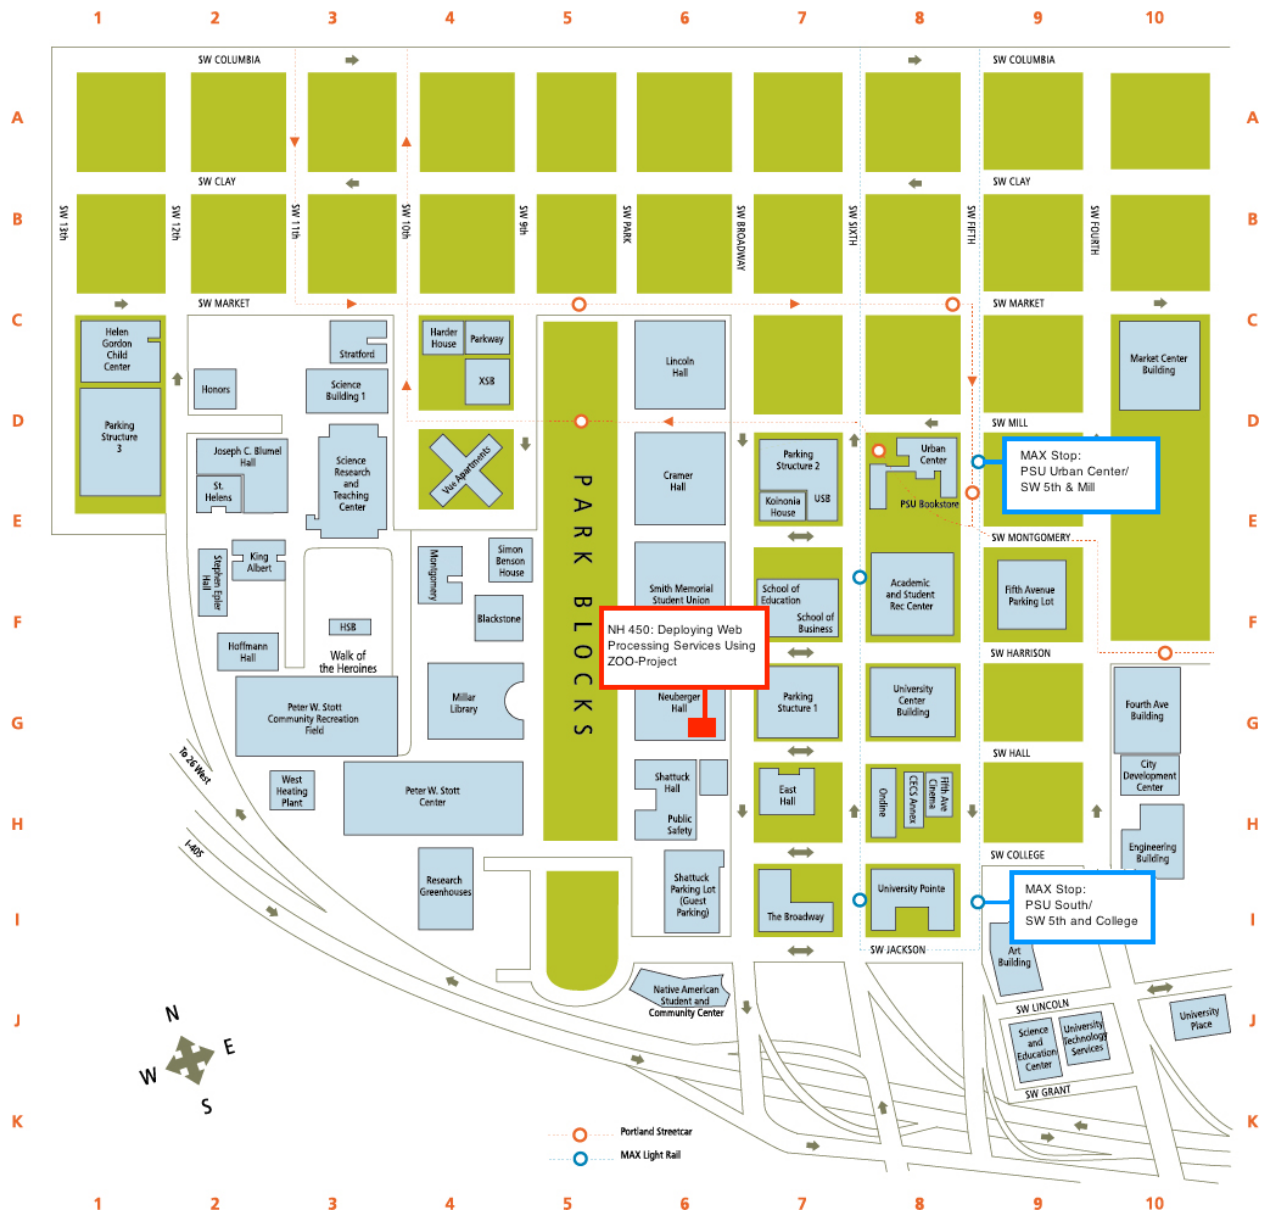 1 2 3 4 5 6 7 8 9 10
SW COLUMBIA SW COLUMBIA
A A
SW CLAY SW CLAY
B B
SW 13th
SW 12th
SW 11th
SW 10th
SW 9th
SW PARK
SW BROADWAY
SW SIXTH
SW FIFTH
SW FOURTH
SW MARKET SW MARKET
C C
Helen
Gordon
Child
Center
Stratford
Harder
House
Parkway
XSB
Lincoln
Hall
Market Center
Building
Honors
Science
Building 1
D D
SW MILL
Parking
Structure
3
Joseph C. Blumel
Hall
St.
Helens
Science
Research
and
Teaching
Center
Vue Apartments
PARK BLOCKS
Cramer
Hall
Parking
Structure 2
Koinonia
House
USB
Urban
Center
PSU Bookstore
MAX Stop:
PSU Urban Center/
SW 5th & Mill
E E
SW MONTGOMERY
Stephen Epler
Hall
King
Albert
Montgomery
Simon
Benson
House
Blackstone
Smith Memorial
Student Union
School of
Education
School of
Business
Academic
and Student
Rec Center
Fifth Avenue
Parking Lot
F F
Hoffmann
Hall
HSB
Walk of
the Heroines
NH 450: Deploying Web
Processing Services Using
ZOO-Project
SW HARRISON
Peter W. Stott
Community Recreation
Field
Millar
Library
Neuberger
Hall
Parking
Stucture 1
University
Center
Building
Fourth Ave
Building
G G
SW HALL
To 26 West
West
Heating
Plant
Peter W. Stott
Center
Shattuck
Hall
Public
Safety
East
Hall
Ondine
CECS Annex
Fifth Ave
Cinema
City
Development
Center
H H
I-405
SW COLLEGE
Engineering
Building
Research
Greenhouses
Shattuck
Parking Lot
(Guest
Parking)
The Broadway
University Pointe
MAX Stop:
PSU South/
SW 5th and College
I I
SW JACKSON
Art
Building
Native American
Student and
Community Center
SW LINCOLN
University
Place
J J
Science
and
Education
Center
University
Technology
Services
N
E
W
S
SW GRANT
K K
Portland Streetcar
MAX Light Rail
1 2 3 4 5 6 7 8 9 10